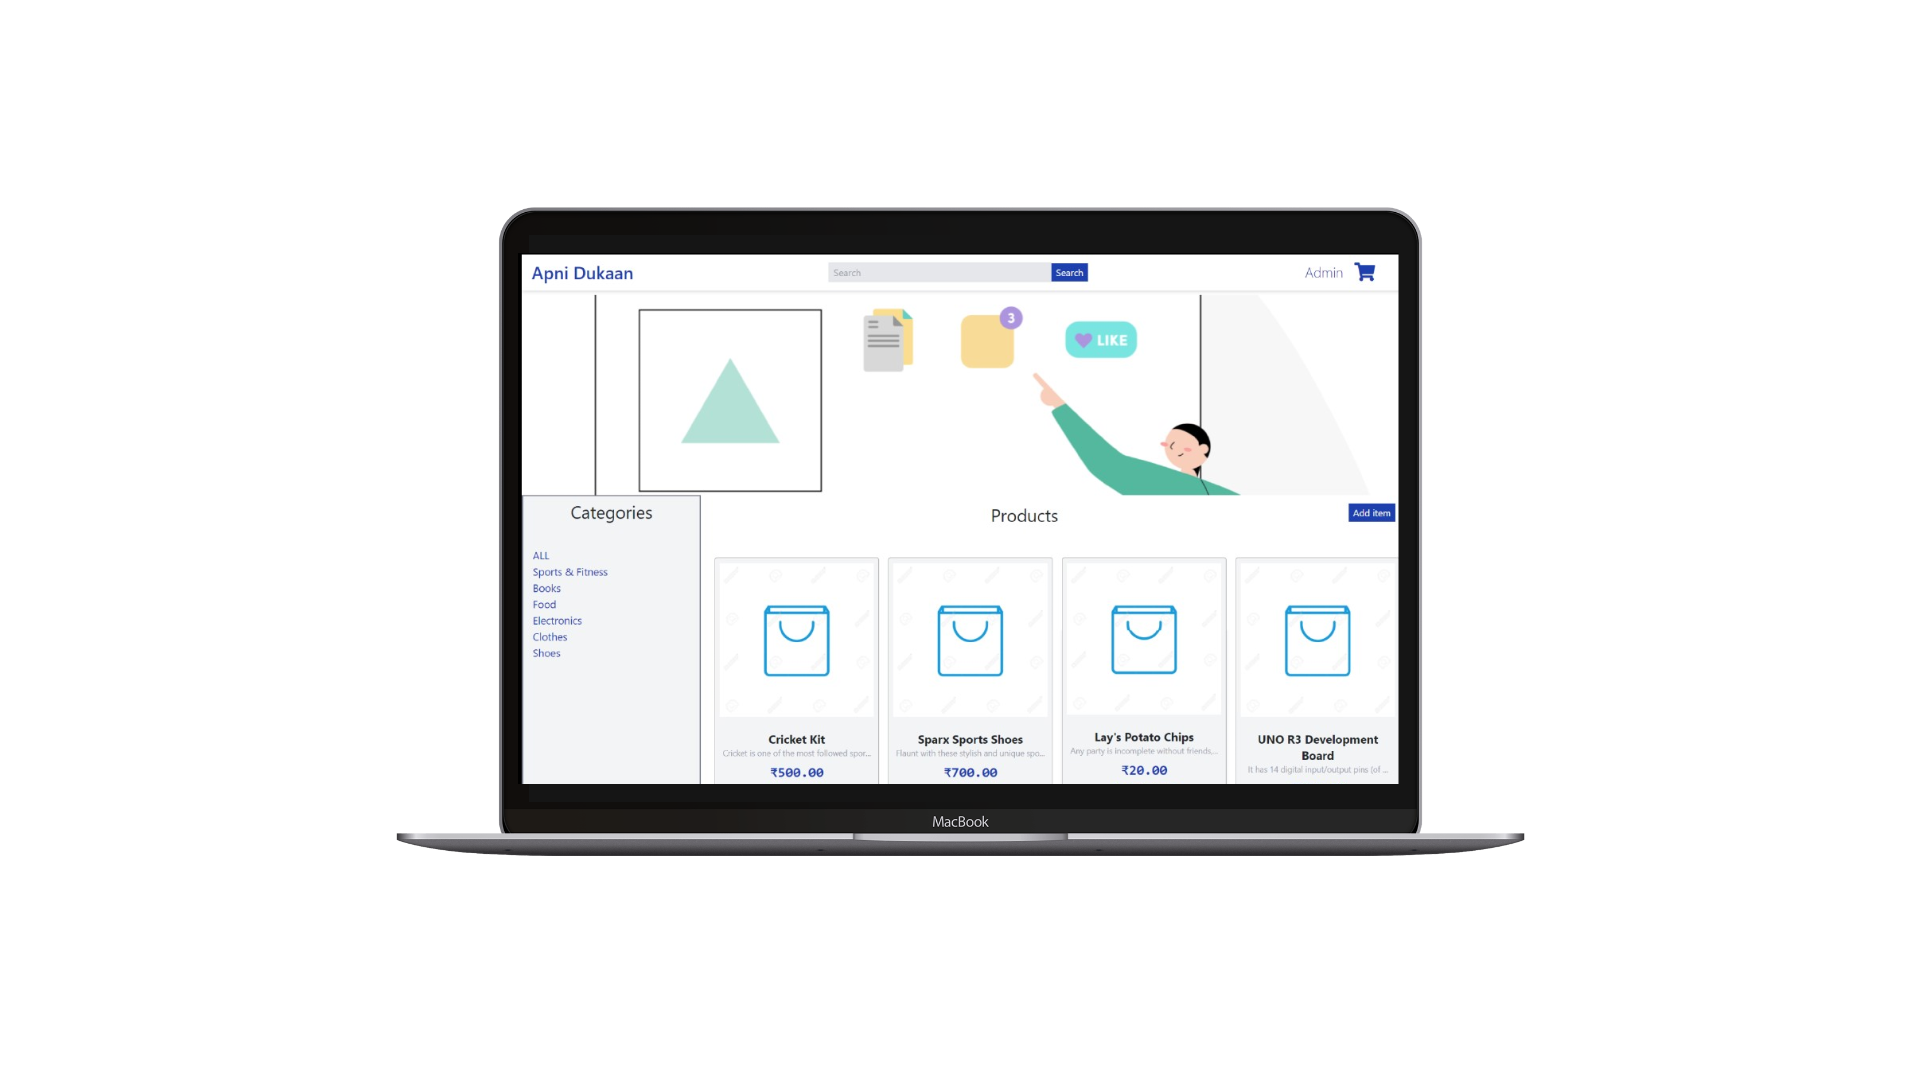 Apni Dukaan
Search
Search
Admin
3
LIKE
Categories
Products
Add item
ALL
Sports & Fitness
Books
Food
Electronics
Clothes
Shoes
Cricket Kit
Cricket is one of the most followed spor...
₹500.00
Sparx Sports Shoes
Flaunt with these stylish and unique spo...
₹700.00
Lay's Potato Chips
Any party is incomplete without friends,...
₹20.00
UNO R3 Development
Board
It has 14 digital input/output pins (of ...
MacBook